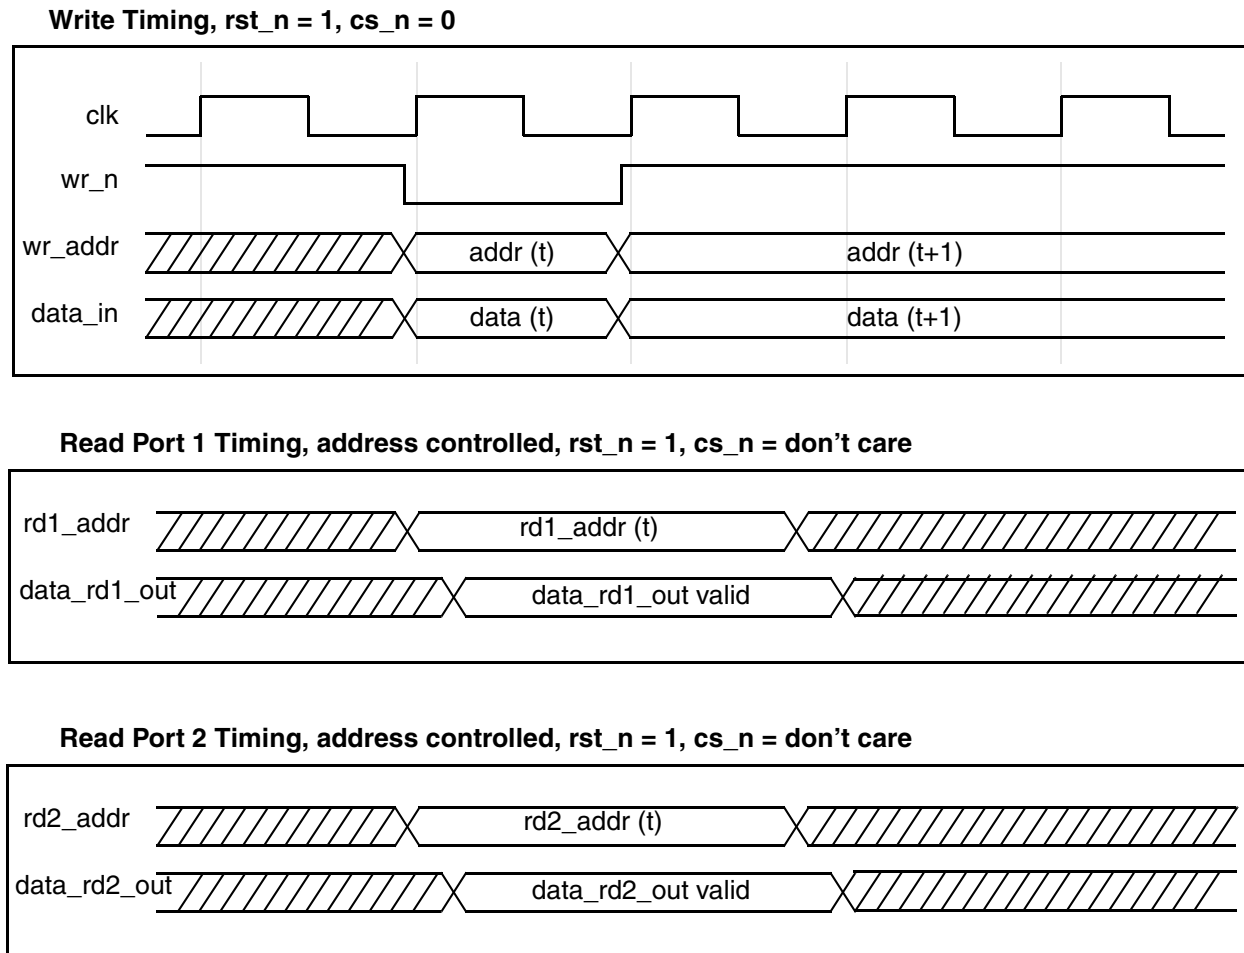 Write Timing, rst_n = 1, cs_n = 0
clk
wr_n
wr_addr addr (t) addr (t+1)
data_in data (t) data (t+1)
Read Port 1 Timing, address controlled, rst_n = 1, cs_n = don’t care
rd1_addr rd1_addr (t)
data_rd1_out data_rd1_out valid
Read Port 2 Timing, address controlled, rst_n = 1, cs_n = don’t care
rd2_addr rd2_addr (t)
data_rd2_out data_rd2_out valid